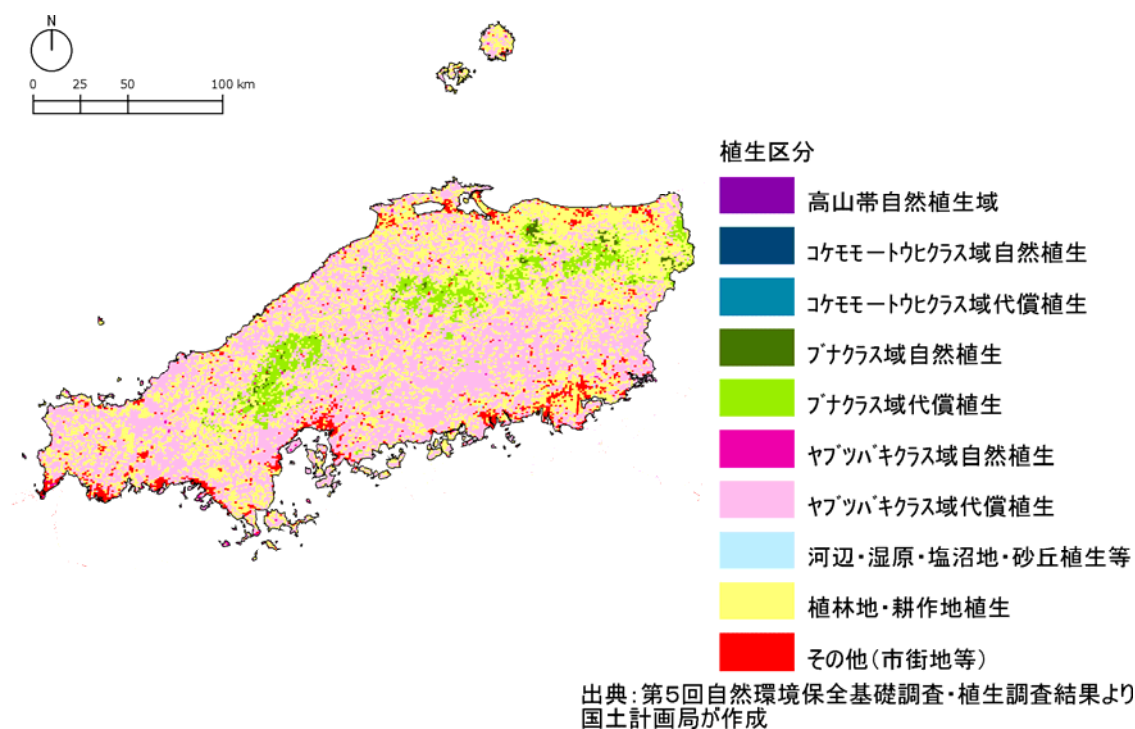 N
0 25 50 100 km
植生区分
高山帯自然植生域
ｺｹﾓﾓｰﾄｳﾋｸﾗｽ域自然植生
ｺｹﾓﾓｰﾄｳﾋｸﾗｽ域代償植生
ﾌﾞﾅｸﾗｽ域自然植生
ﾌﾞﾅｸﾗｽ域代償植生
ﾔﾌﾞﾂﾊﾞｷｸﾗｽ域自然植生
ﾔﾌﾞﾂﾊﾞｷｸﾗｽ域代償植生
河辺・湿原・塩沼地・砂丘植生等
植林地・耕作地植生
その他（市街地等）
出典：第５回自然環境保全基礎調査・植生調査結果より
国土計画局が作成